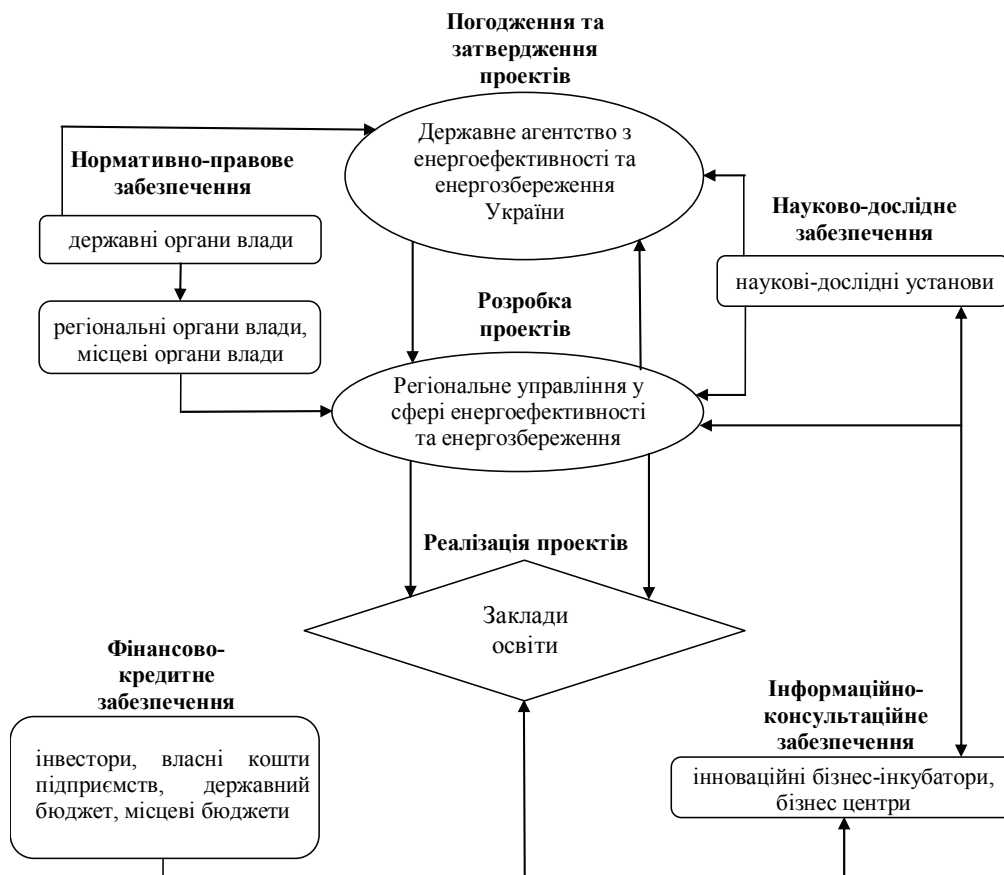 Погодження та
затвердження
проектів
Державне агентство з
енергоефективності та
енергозбереження
України
Нормативно-правове
забезпечення
державні органи влади
регіональні органи влади,
місцеві органи влади
Науково-дослідне
забезпечення
наукові-дослідні установи
Розробка
проектів
Регіональне управління у
сфері енергоефективності
та енергозбереження
Реалізація проектів
Заклади
освіти
Фінансово-
кредитне
забезпечення
інвестори, власні кошти
підприємств, державний
бюджет, місцеві бюджети
Інформаційно-
консультаційне
забезпечення
інноваційні бізнес-інкубатори,
бізнес центри